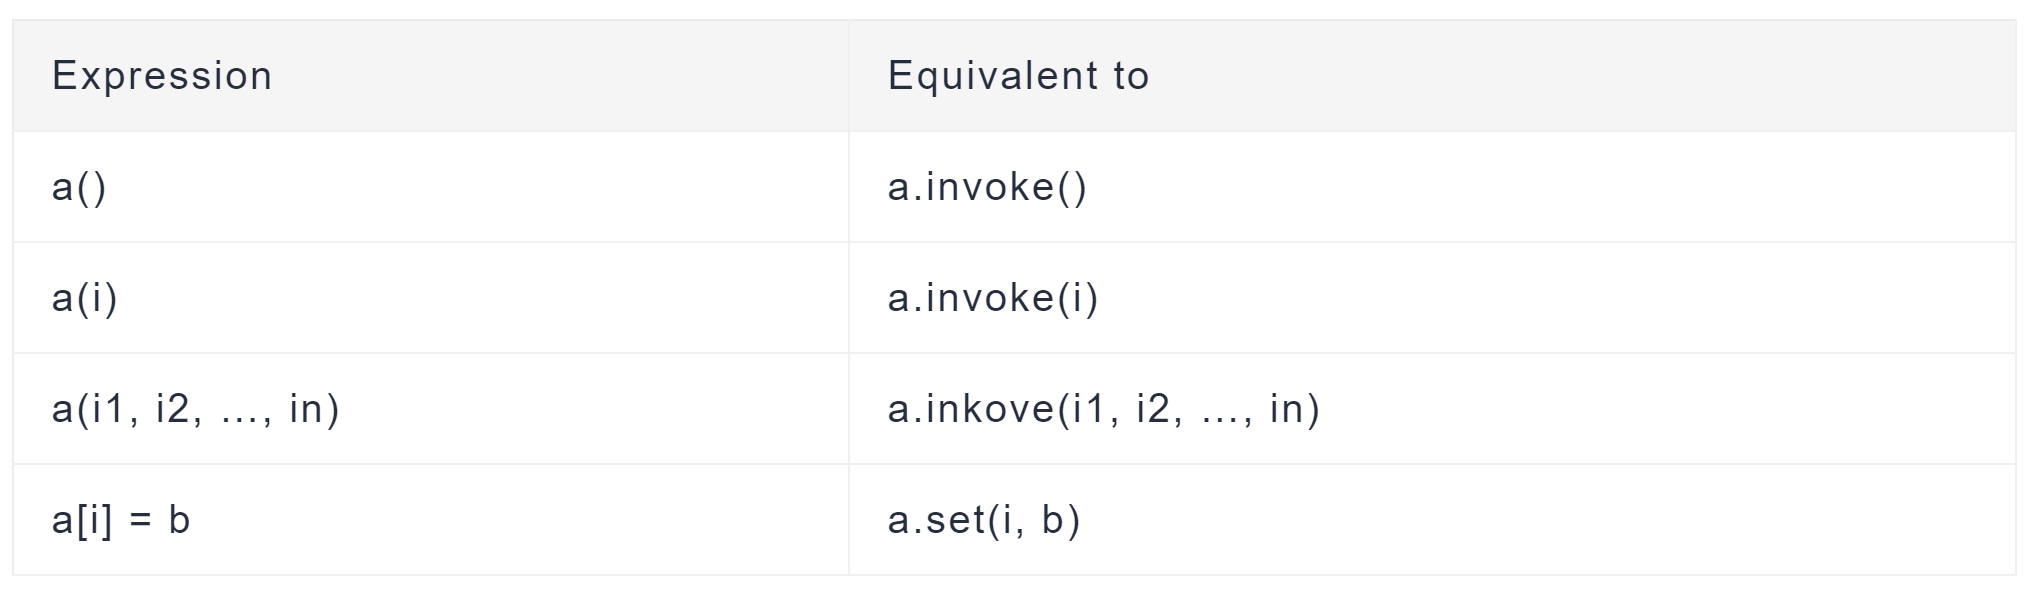 Expression Equivalent to
a() a.invoke()
a(i) a.invoke(i)
a(i1, i2, ..., in) a.inkove(i1, i2, ..., in)
a[i] = b a.set(i, b)